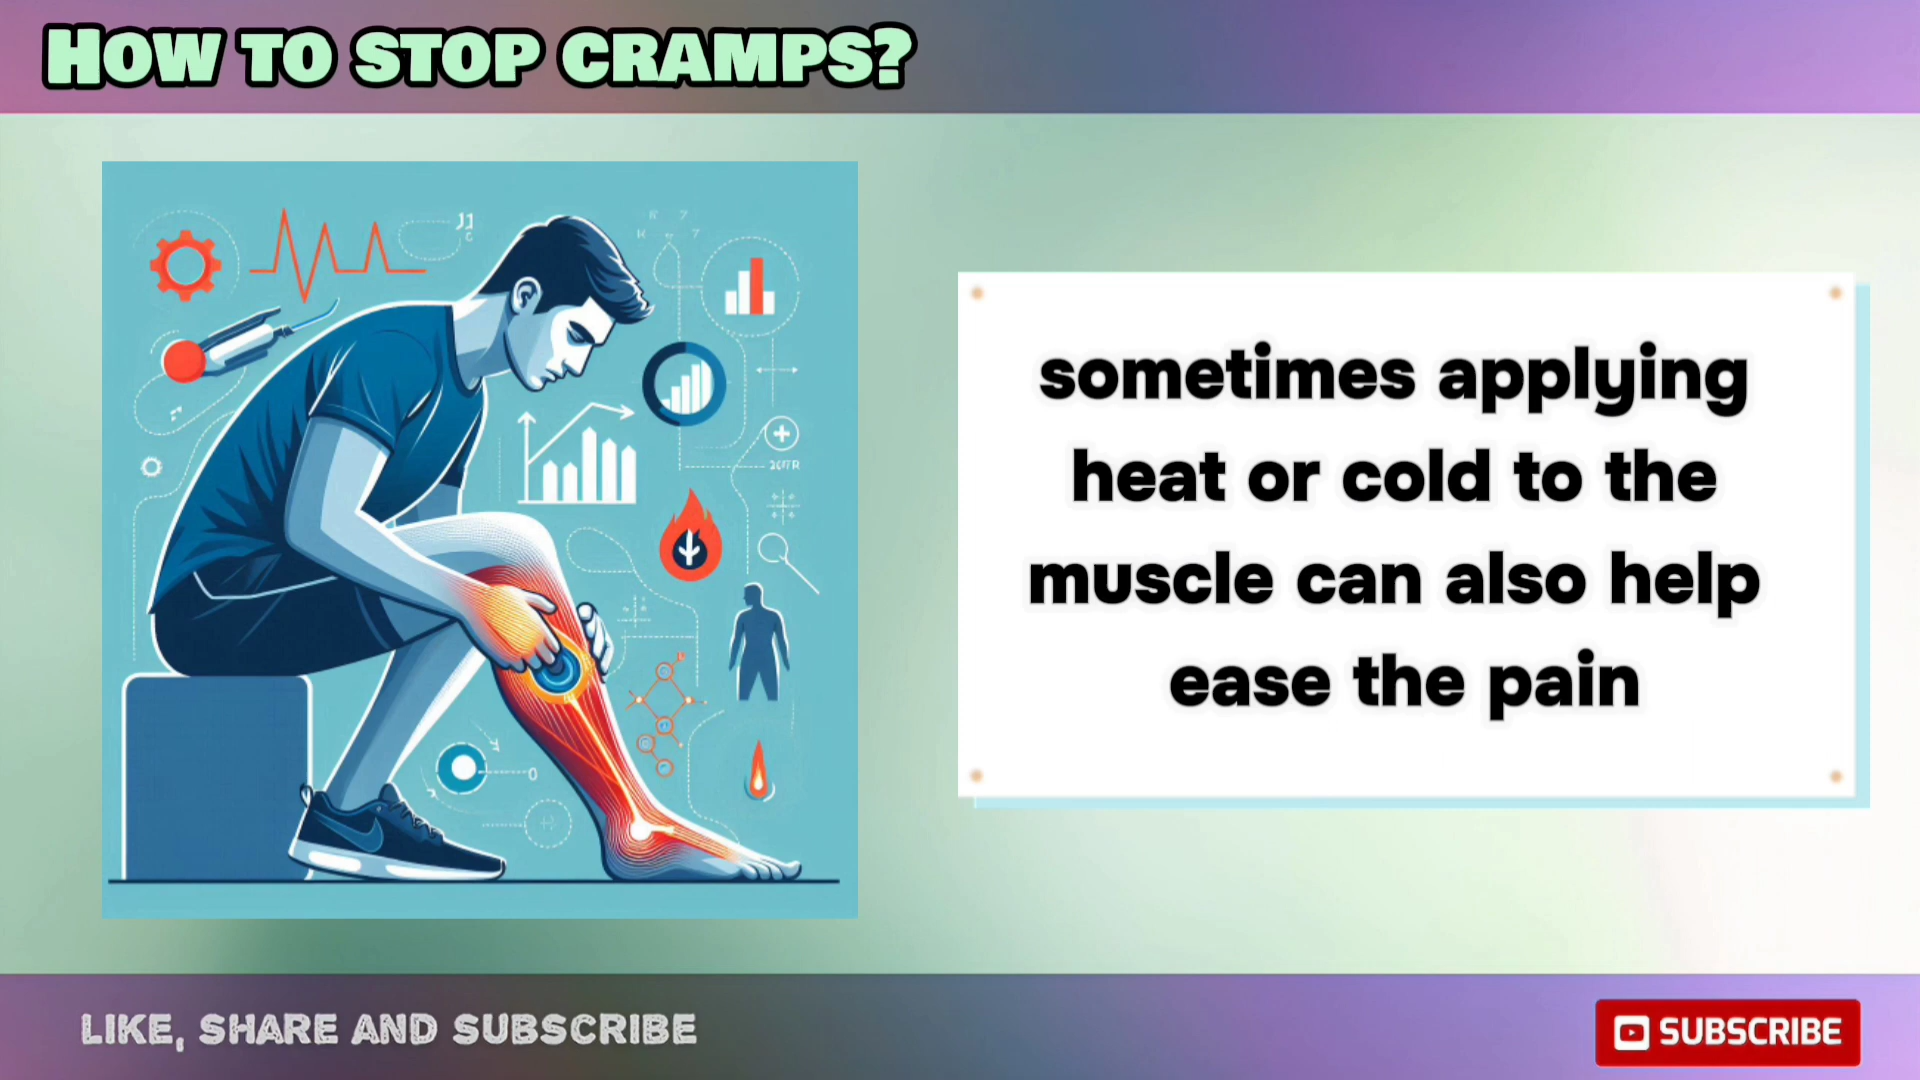 HOW TO STOP CRAMPS?
sometimes applying
heat or cold to the
muscle can also help
ease the pain
LIKE, SHARE AND SUBSCRIBE
SUBSCRIBE